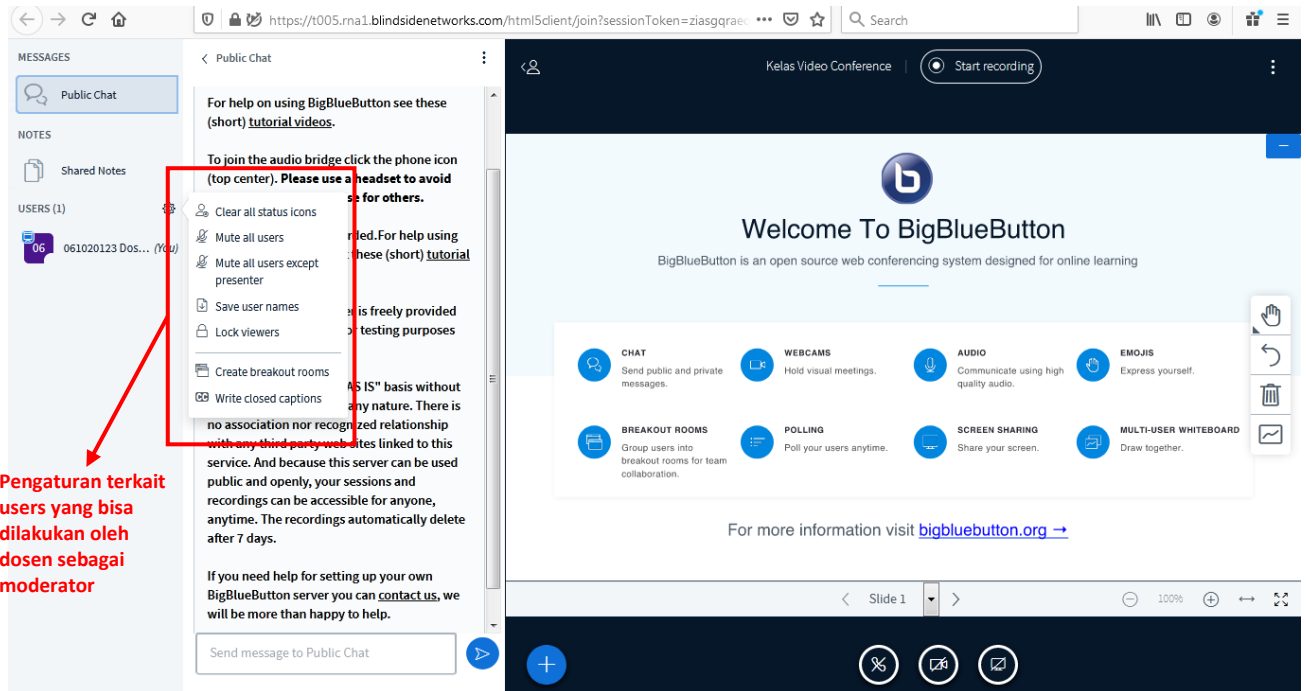 https://t005.rna1.blindsidenetworks.com/html5client/join?sessionToken=ziasgqraec
Search
MESSAGES
Public Chat
NOTES
Shared Notes
USERS (1)
06
061020123 Dos... (You)
Public Chat
For help on using BigBlueButton see these
(short) tutorial videos.
To join the audio bridge click the phone icon
(top center). Please use a headset to avoid
se for others.
ded.For help using
these (short) tutorial
er is freely provided
or testing purposes
AS IS" basis without
any nature. There is
no association nor recognized relationship
with any third party web sites linked to this
service. And because this server can be used
public and openly, your sessions and
recordings can be accessible for anyone,
anytime. The recordings automatically delete
after 7 days.
If you need help for setting up your own
BigBlueButton server you can contact us, we
will be more than happy to help.
Send message to Public Chat
Clear all status icons
Mute all users
Mute all users except
presenter
Save user names
Lock viewers
Create breakout rooms
Write closed captions
Pengaturan terkait
users yang bisa
dilakukan oleh
dosen sebagai
moderator
Kelas Video Conference
Start recording
b
Welcome To BigBlueButton
BigBlueButton is an open source web conferencing system designed for online learning
CHAT
Send public and private
messages.
WEBCAMS
Hold visual meetings.
AUDIO
Communicate using high
quality audio.
EMOJIS
Express yourself.
BREAKOUT ROOMS
Group users into
breakout rooms for team
collaboration.
POLLING
Poll your users anytime.
SCREEN SHARING
Share your screen.
MULTI-USER WHITEBOARD
Draw together.
For more information visit bigbluebutton.org →
Slide 1
100%